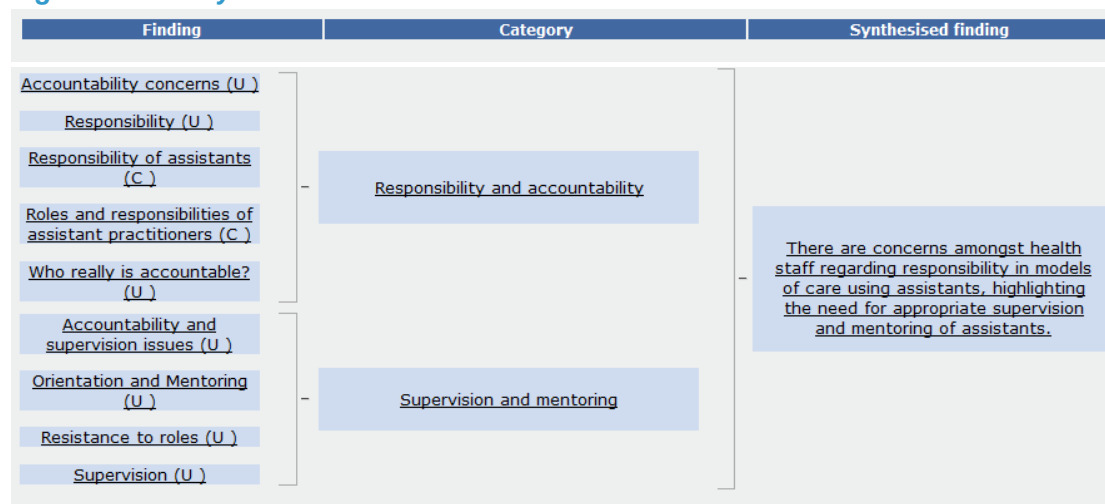 Finding
Category
Synthesised finding
Accountability concerns (U )
Responsibility (U )
Responsibility of assistants
(C )
Roles and responsibilities of
assistant practitioners (C )
Who really is accountable?
(U )
Responsibility and accountability
Accountability and
supervision issues (U )
Orientation and Mentoring
(U )
Resistance to roles (U )
Supervision (U )
Supervision and mentoring
There are concerns amongst health
staff regarding responsibility in models
of care using assistants, highlighting
the need for appropriate supervision
and mentoring of assistants.